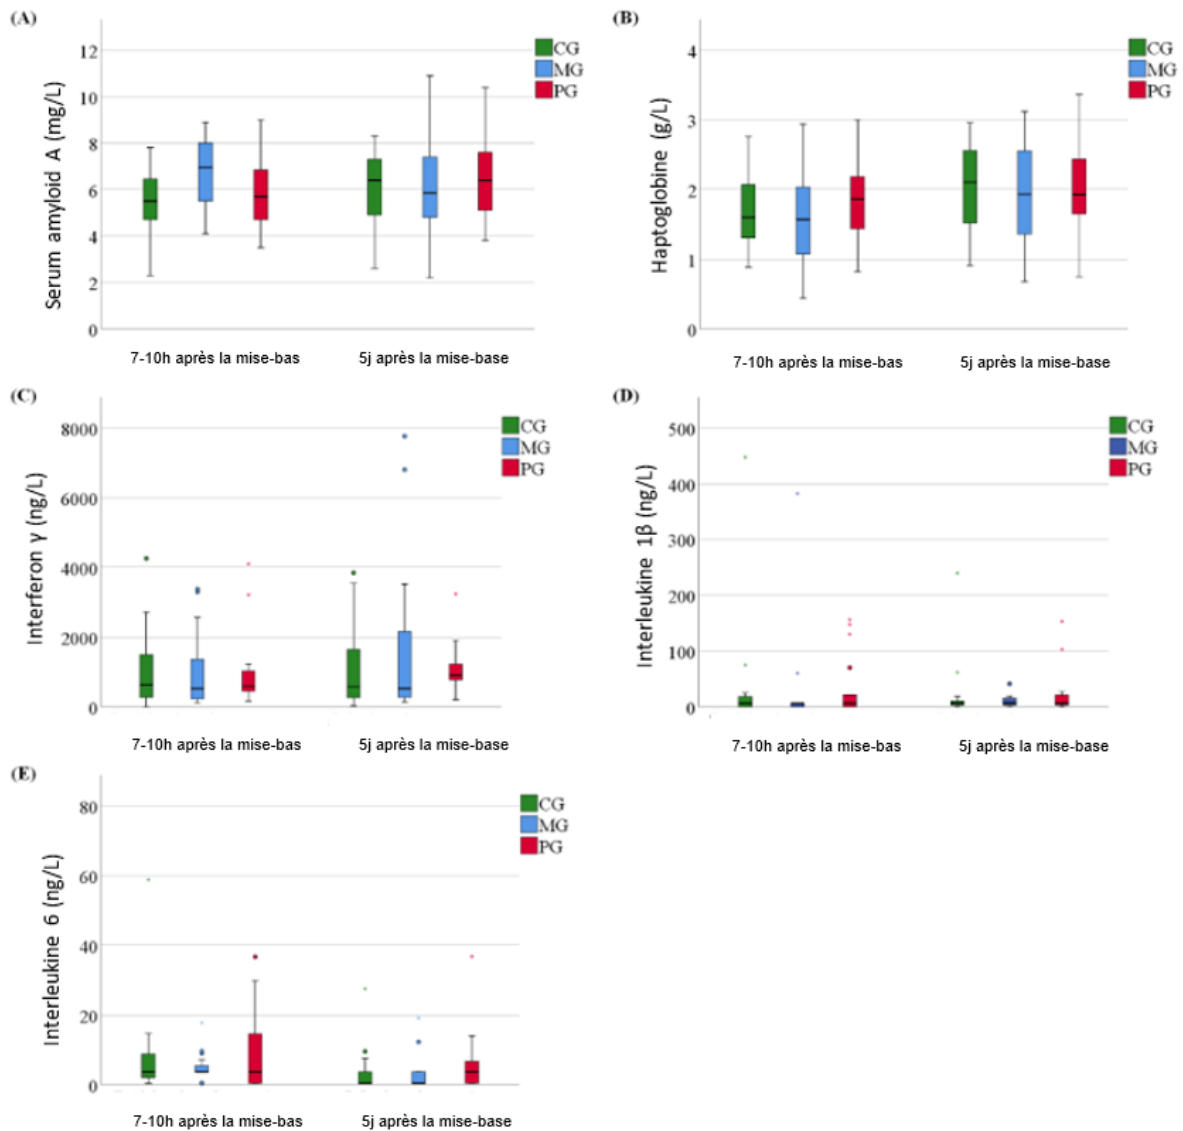 (A)
Serum amyloid A (mg/L)
12
10
8
6
4
2
0
CG
MG
PG
7-10h après la mise-bas
5j après la mise-base
(B)
Haptoglobine (g/L)
4
3
2
1
0
CG
MG
PG
7-10h après la mise-bas
5j après la mise-base
(C)
Interferon γ (ng/L)
8000
6000
4000
2000
0
CG
MG
PG
7-10h après la mise-bas
5j après la mise-base
(D)
Interleukine 1β (ng/L)
500
400
300
200
100
0
CG
MG
PG
7-10h après la mise-bas
5j après la mise-base
(E)
Interleukine 6 (ng/L)
80
60
40
20
0
CG
MG
PG
7-10h après la mise-bas
5j après la mise-base